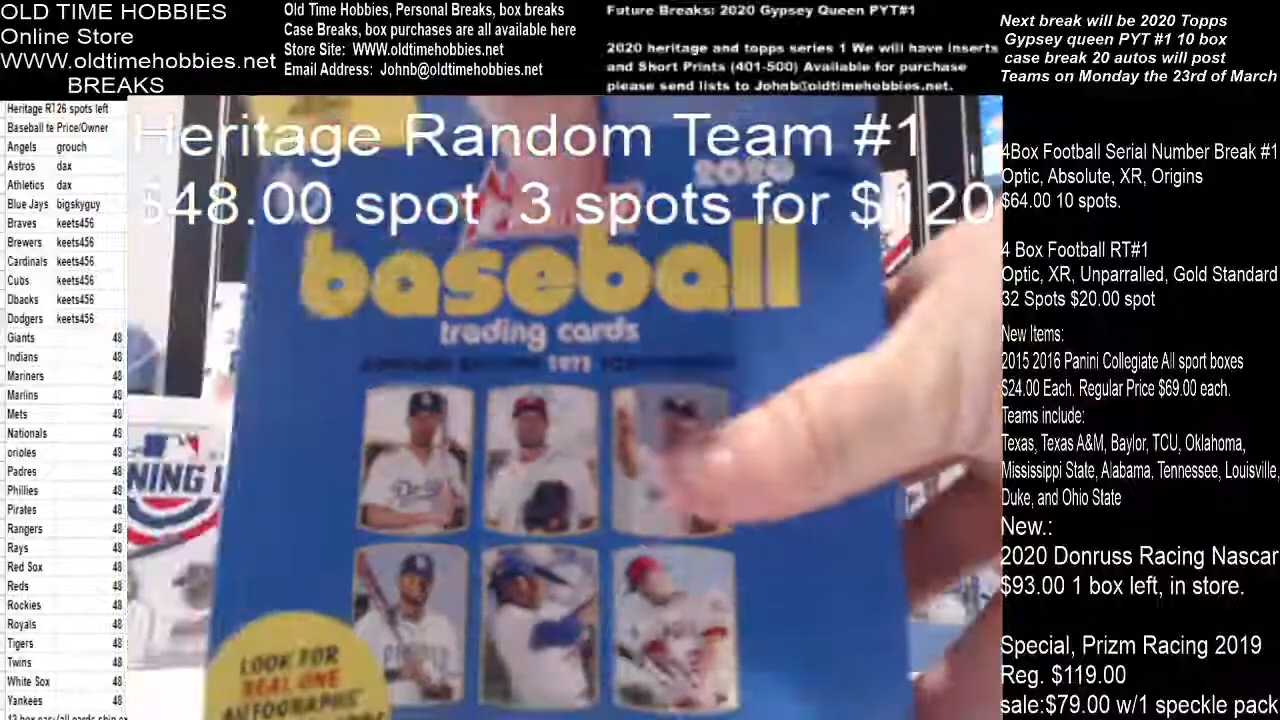 OLD TIME HOBBIES
Online Store
WWW.oldtimehobbies.net
BREAKS
Old Time Hobbies, Personal Breaks, box breaks
Case Breaks, box purchases are all available here
Store Site: WWW.oldtimehobbies.net
Email Address: Johnb@oldtimehobbies.net
Future Breaks: 2020 Gypsey Queen PYT#1
2020 heritage and topps series 1 We will have inserts
and Short Prints (401-500) Available for purchase
please send lists to Johnb@oldtimehobbies.net.
Next break will be 2020 Topps
Gypsey queen PYT #1 10 box
case break 20 autos will post
Teams on Monday the 23rd of March
Heritage RT 26 spots left
Baseball te Price/Owner
Angels grouch
Astros dax
Athletics dax
Blue Jays bigskyguy
Braves keets456
Brewers keets456
Cardinals keets456
Cubs keets456
Dbacks keets456
Dodgers keets456
Giants 48
Indians 48
Mariners 48
Marlins 48
Mets 48
Nationals 48
orioles 48
Padres 48
Phillies 48
Pirates 48
Rangers 48
Rays 48
Red Sox 48
Reds 48
Rockies 48
Royals 48
Tigers 48
Twins 48
White Sox 48
Yankees 48
Heritage Random Team #1
$48.00 spot 3 spots for $120
2020
baseball
trading cards
1971
LOOK FOR
REAL ONE
AUTOGRAPHS
NING
4Box Football Serial Number Break #1
Optic, Absolute, XR, Origins
$64.00 10 spots.
4 Box Football RT#1
Optic, XR, Unparralled, Gold Standard
32 Spots $20.00 spot
New Items:
2015 2016 Panini Collegiate All sport boxes
$24.00 Each. Regular Price $69.00 each.
Teams include:
Texas, Texas A&M, Baylor, TCU, Oklahoma,
Mississippi State, Alabama, Tennessee, Louisville,
Duke, and Ohio State
New.:
2020 Donruss Racing Nascar
$93.00 1 box left, in store.
Special, Prizm Racing 2019
Reg. $119.00
sale:$79.00 w/1 speckle pack